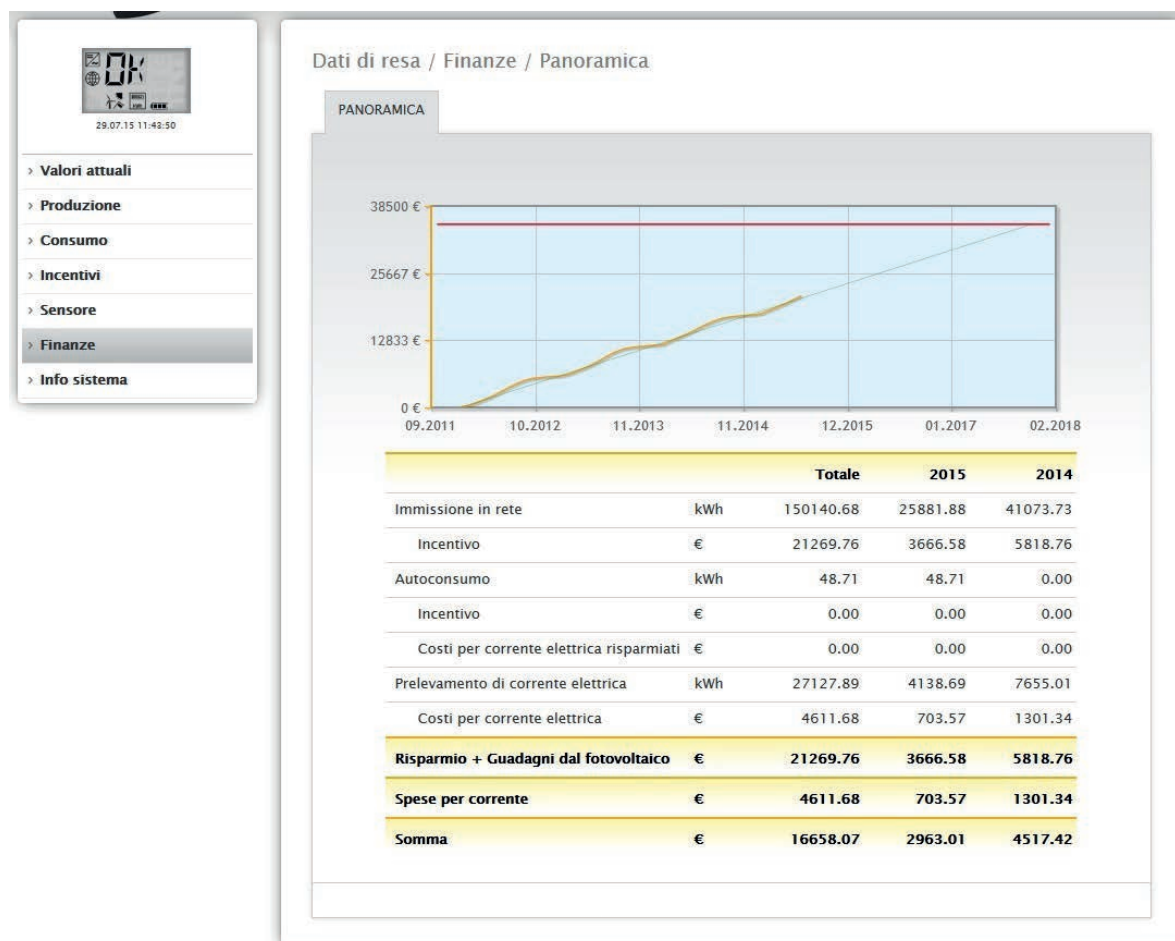 OK
29.07.15 11:43:50
› Valori attuali
› Produzione
› Consumo
› Incentivi
› Sensore
› Finanze
› Info sistema
Dati di resa / Finanze / Panoramica
PANORAMICA
38500 €
25667 €
12833 €
0 €
09.2011 10.2012 11.2013 11.2014 12.2015 01.2017 02.2018
Totale 2015 2014
Immissione in rete kWh 150140.68 25881.88 41073.73
Incentivo € 21269.76 3666.58 5818.76
Autoconsumo kWh 48.71 48.71 0.00
Incentivo € 0.00 0.00 0.00
Costi per corrente elettrica risparmiati € 0.00 0.00 0.00
Prelevamento di corrente elettrica kWh 27127.89 4138.69 7655.01
Costi per corrente elettrica € 4611.68 703.57 1301.34
Risparmio + Guadagni dal fotovoltaico € 21269.76 3666.58 5818.76
Spese per corrente € 4611.68 703.57 1301.34
Somma € 16658.07 2963.01 4517.42